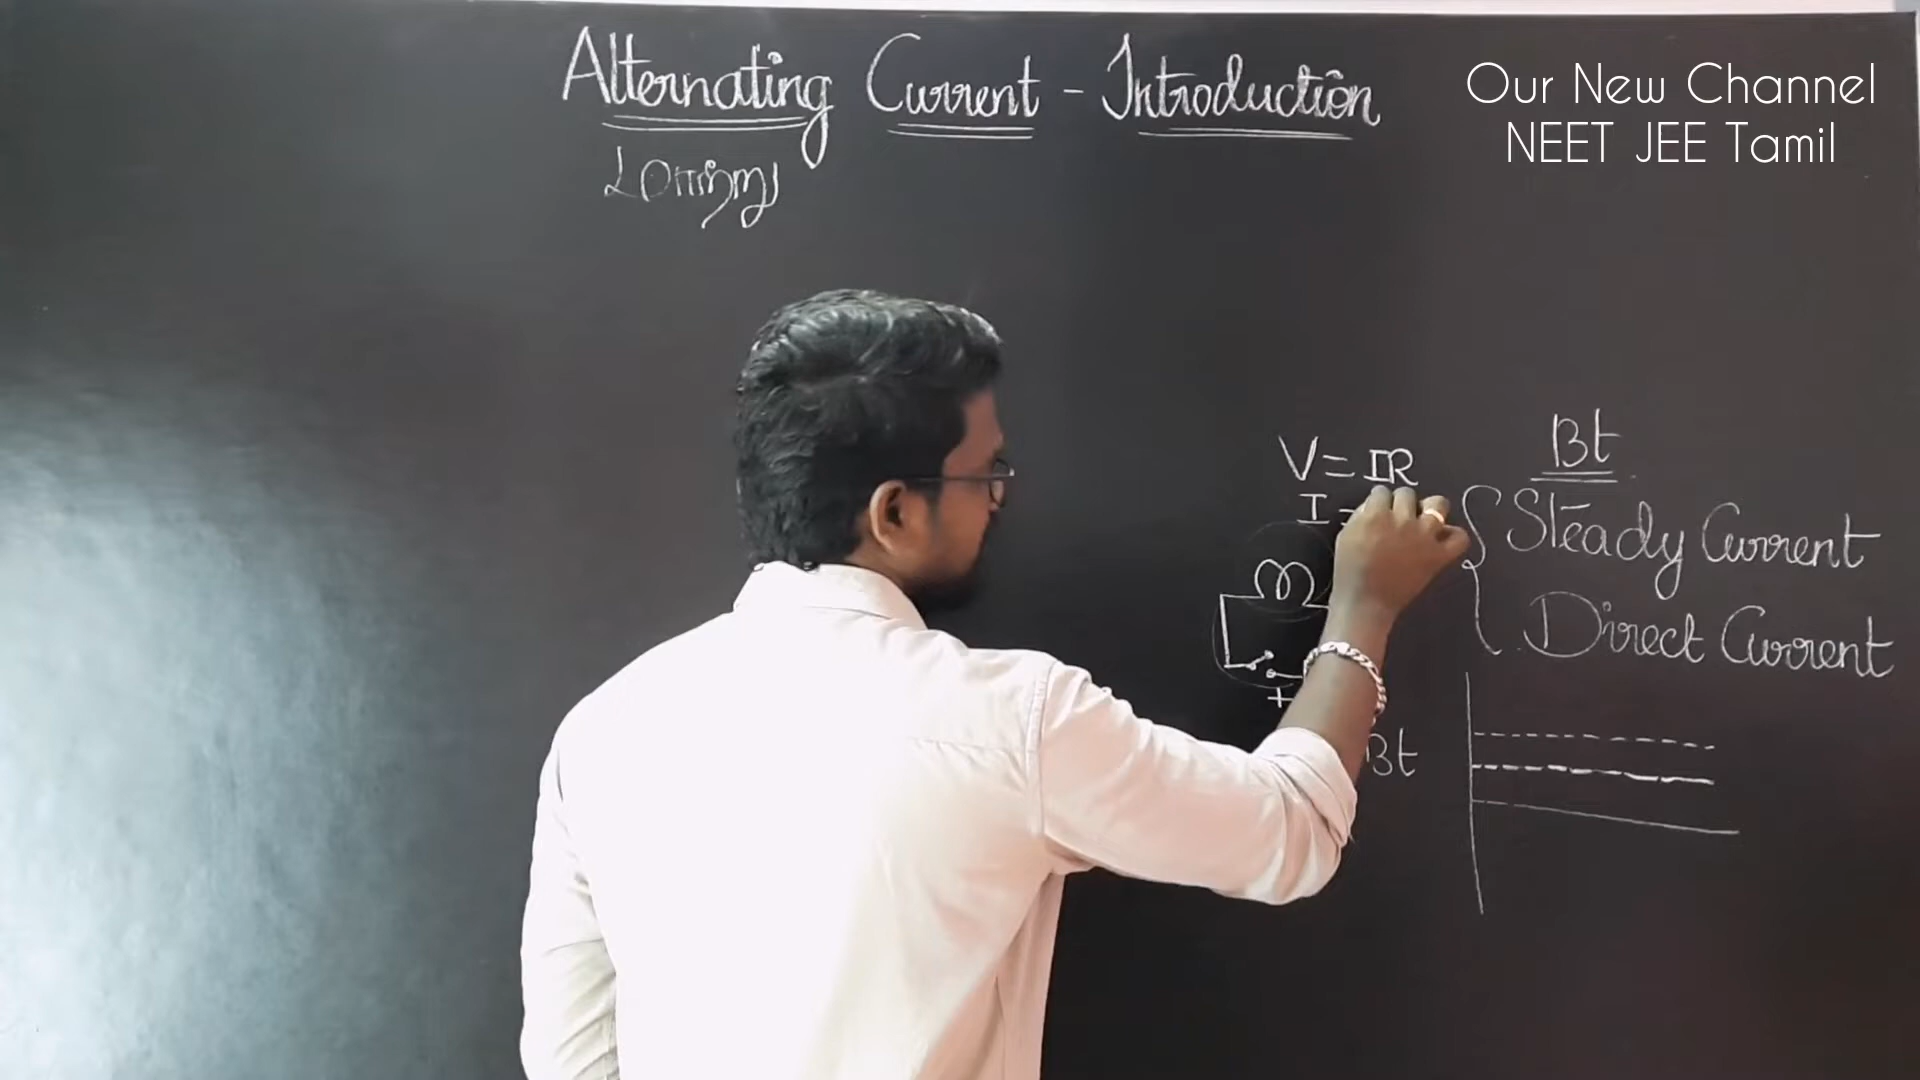 Alternating Current - Introduction
மாறாது
Our New Channel
NEET JEE Tamil
Bt
V = IR
I =
Steady Current
Direct Current
+
Bt